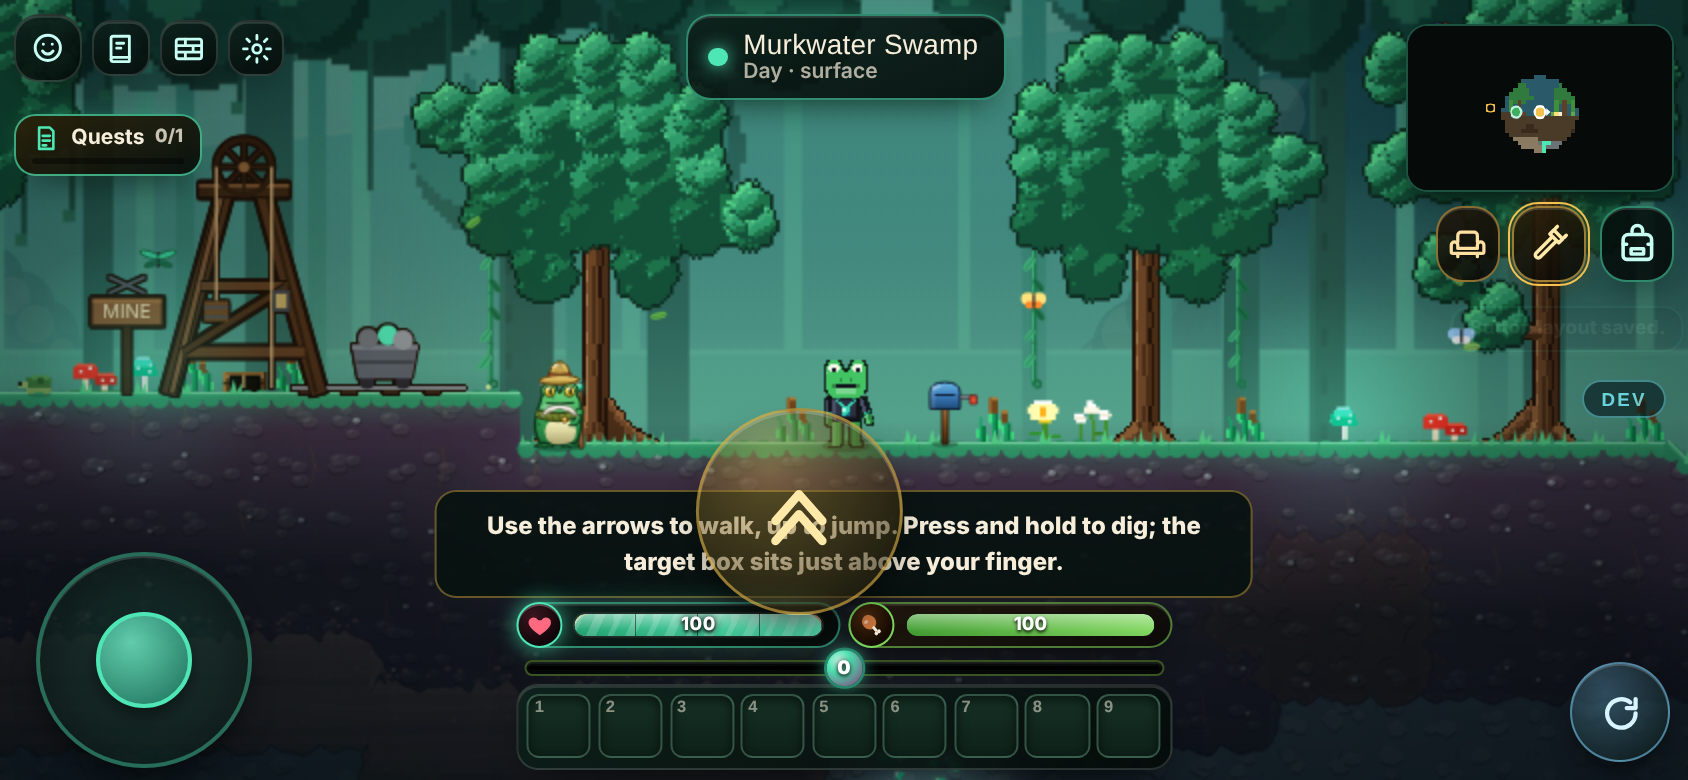 Murkwater Swamp
Day · surface
Quests 0/1
MINE
layout saved.
DEV
Use the arrows to walk, up to jump. Press and hold to dig; the
target box sits just above your finger.
100
100
0
1 2 3 4 5 6 7 8 9